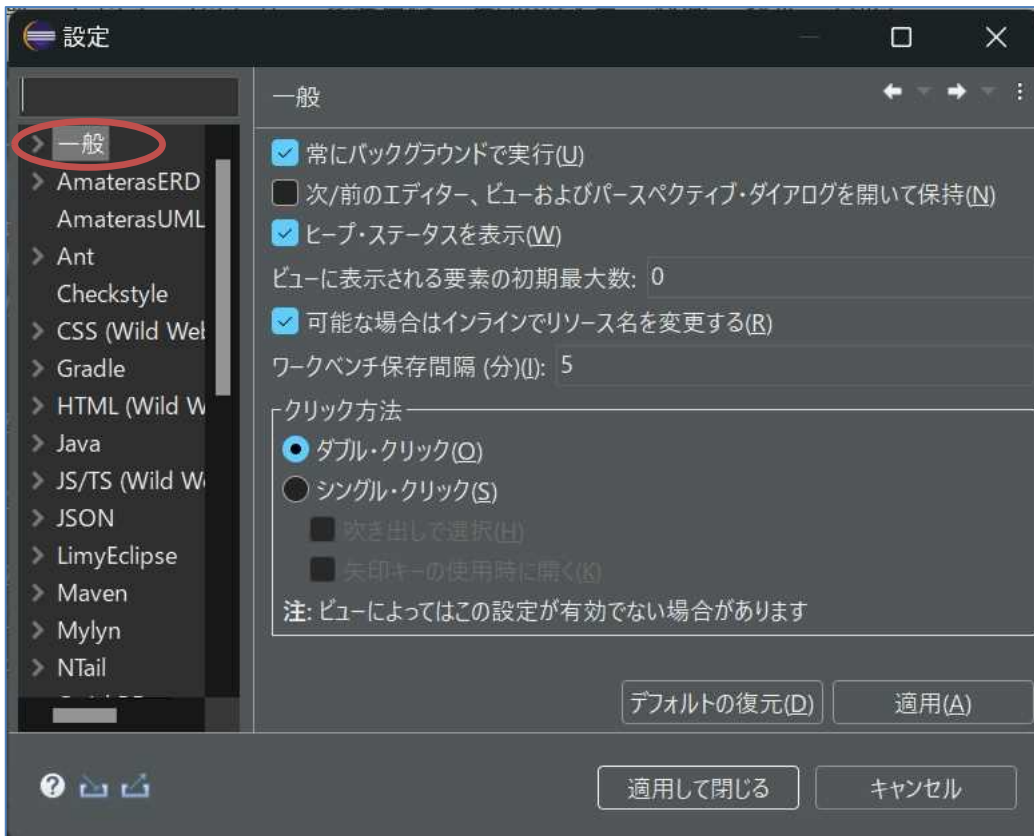 設定
一般
一般
AmaterasERD
AmaterasUML
Ant
Checkstyle
CSS (Wild Web
Gradle
HTML (Wild W
Java
JS/TS (Wild We
JSON
LimyEclipse
Maven
Mylyn
NTail
常にバックグラウンドで実行(U)
次/前のエディター、ビューおよびパースペクティブ・ダイアログを開いて保持(N)
ヒープ・ステータスを表示(W)
ビューに表示される要素の初期最大数: 0
可能な場合はインラインでリソース名を変更する(R)
ワークベンチ保存間隔 (分)(I): 5
クリック方法
ダブル・クリック(O)
シングル・クリック(S)
吹き出しで選択(H)
矢印キーの使用時に開く(K)
注: ビューによってはこの設定が有効でない場合があります
デフォルトの復元(D)
適用(A)
適用して閉じる
キャンセル